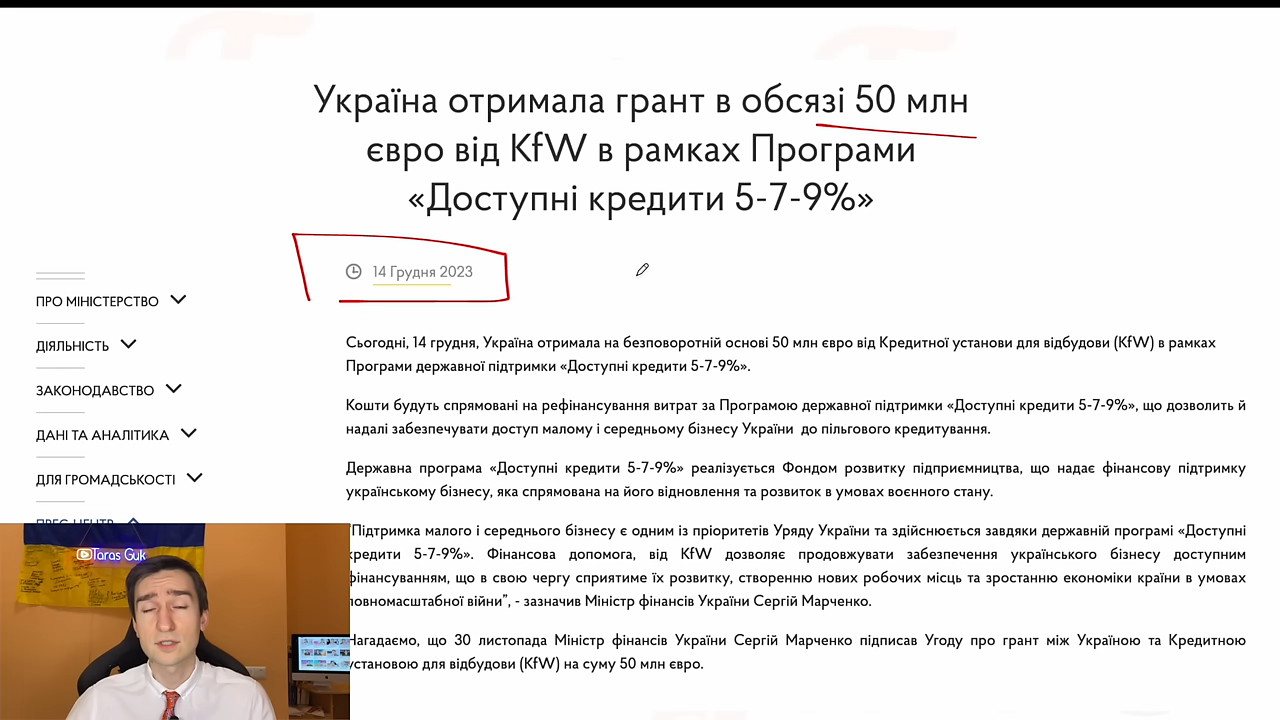 Україна отримала грант в обсязі 50 млн
євро від KfW в рамках Програми
«Доступні кредити 5-7-9%»
14 Грудня 2023
ПРО МІНІСТЕРСТВО
ДІЯЛЬНІСТЬ
ЗАКОНОДАВСТВО
ДАНІ ТА АНАЛІТИКА
ДЛЯ ГРОМАДСЬКОСТІ
ПРЕС-ЦЕНТР
Сьогодні, 14 грудня, Україна отримала на безповоротній основі 50 млн євро від Кредитної установи для відбудови (KfW) в рамках
Програми державної підтримки «Доступні кредити 5-7-9%».
Кошти будуть спрямовані на рефінансування витрат за Програмою державної підтримки «Доступні кредити 5-7-9%», що дозволить й
надалі забезпечувати доступ малому і середньому бізнесу України до пільгового кредитування.
Державна програма «Доступні кредити 5-7-9%» реалізується Фондом розвитку підприємництва, що надає фінансову підтримку
українському бізнесу, яка спрямована на його відновлення та розвиток в умовах воєнного стану.
"Підтримка малого і середнього бізнесу є одним із пріоритетів Уряду України та здійснюється завдяки державній програмі «Доступні
кредити 5-7-9%». Фінансова допомога, від KfW дозволяє продовжувати забезпечення українського бізнесу доступним
фінансуванням, що в свою чергу сприятиме їх розвитку, створенню нових робочих місць та зростанню економіки країни в умовах
повномасштабної війни”, - зазначив Міністр фінансів України Сергій Марченко.
Нагадаємо, що 30 листопада Міністр фінансів України Сергій Марченко підписав Угоду про грант між Україною та Кредитною
установою для відбудови (KfW) на суму 50 млн євро.
Taras Guk